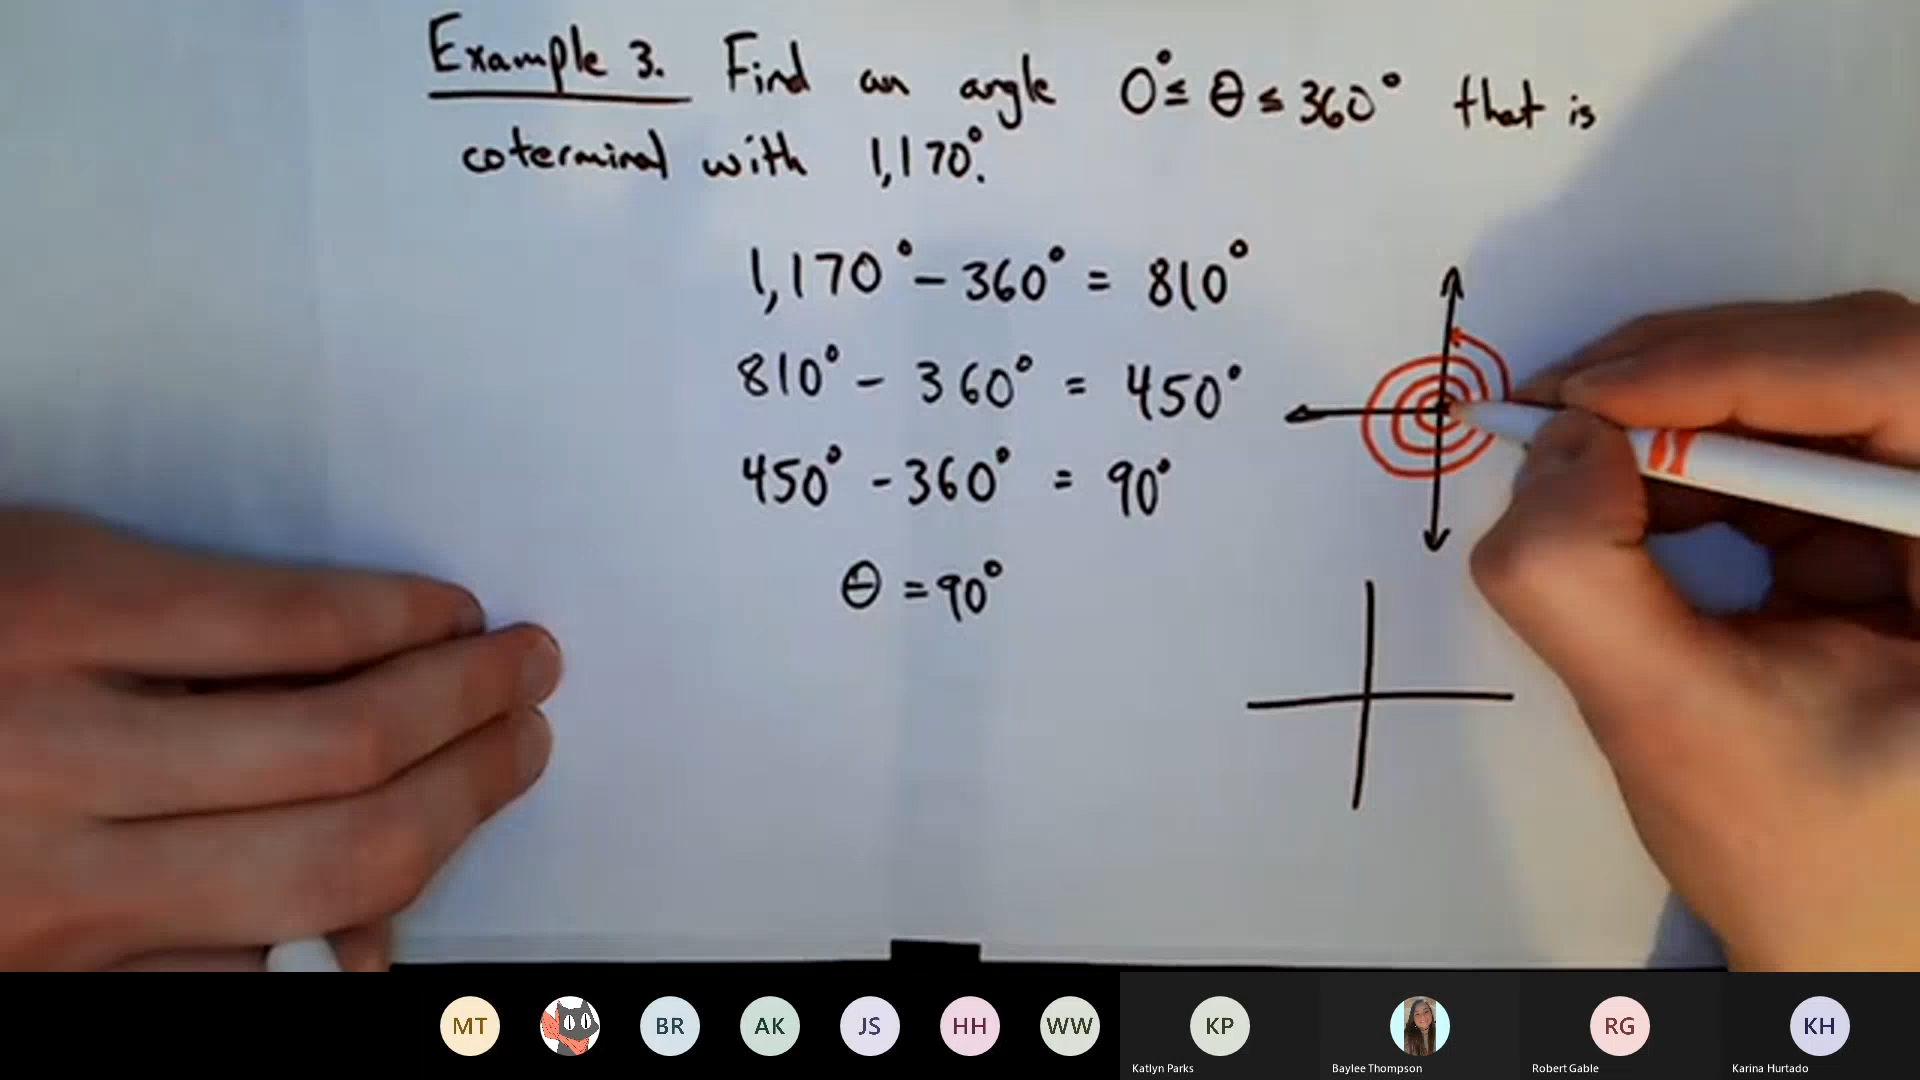 Example 3. Find an angle 0° ≤ θ ≤ 360° that is
coterminal with 1,170°.
1,170° - 360° = 810°
810° - 360° = 450°
450° - 360° = 90°
θ = 90°
MT
BR
AK
JS
HH
WW
KP
RG
KH
Katlyn Parks
Baylee Thompson
Robert Gable
Karina Hurtado